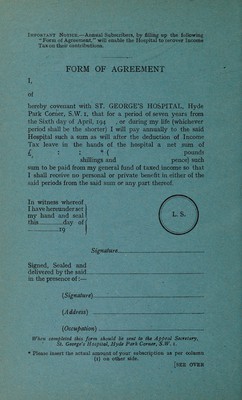 IMPORTANT NOTICE.—Annual Subscribers, by filling up the following
"Form of Agreement," will enable the Hospital to recover Income
Tax on their contributions.
FORM OF AGREEMENT
I,
of
hereby covenant with ST. GEORGE'S HOSPITAL, Hyde
Park Corner, S.W.1, that for a period of seven years from
the Sixth day of April, 194 , or during my life (whichever
period shall be the shorter) I will pay annually to the said
Hospital such a sum as will after the deduction of Income
Tax leave in the hands of the hospital a net sum of
£ : : * ( pounds
shillings and pence) such
sum to be paid from my general fund of taxed income so that
I shall receive no personal or private benefit in either of the
said periods from the said sum or any part thereof.
In witness whereof
I have hereunder set
my hand and seal
this..............day of
......................19
L. S.
Signature
Signed, Sealed and
delivered by the said
in the presence of:—
(Signature)
(Address)
(Occupation)
When completed this form should be sent to the Appeal Secretary,
St. George's Hospital, Hyde Park Corner, S.W. 1.
* Please insert the actual amount of your subscription as per column
(1) on other side.
[SEE OVER